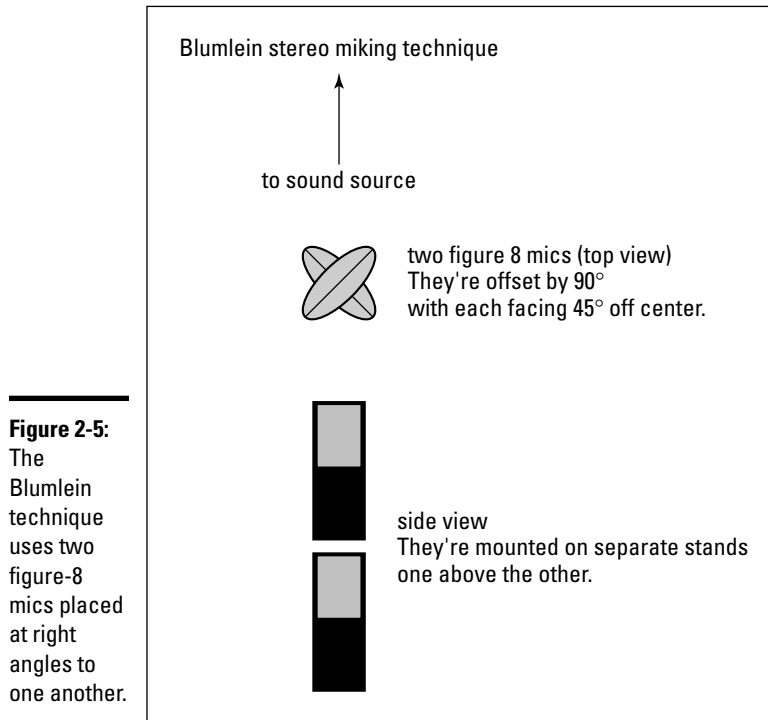 Blumlein stereo miking technique
to sound source
two figure 8 mics (top view)
They're offset by 90°
with each facing 45° off center.
side view
They're mounted on separate stands
one above the other.
Figure 2-5:
The
Blumlein
technique
uses two
figure-8
mics placed
at right
angles to
one another.